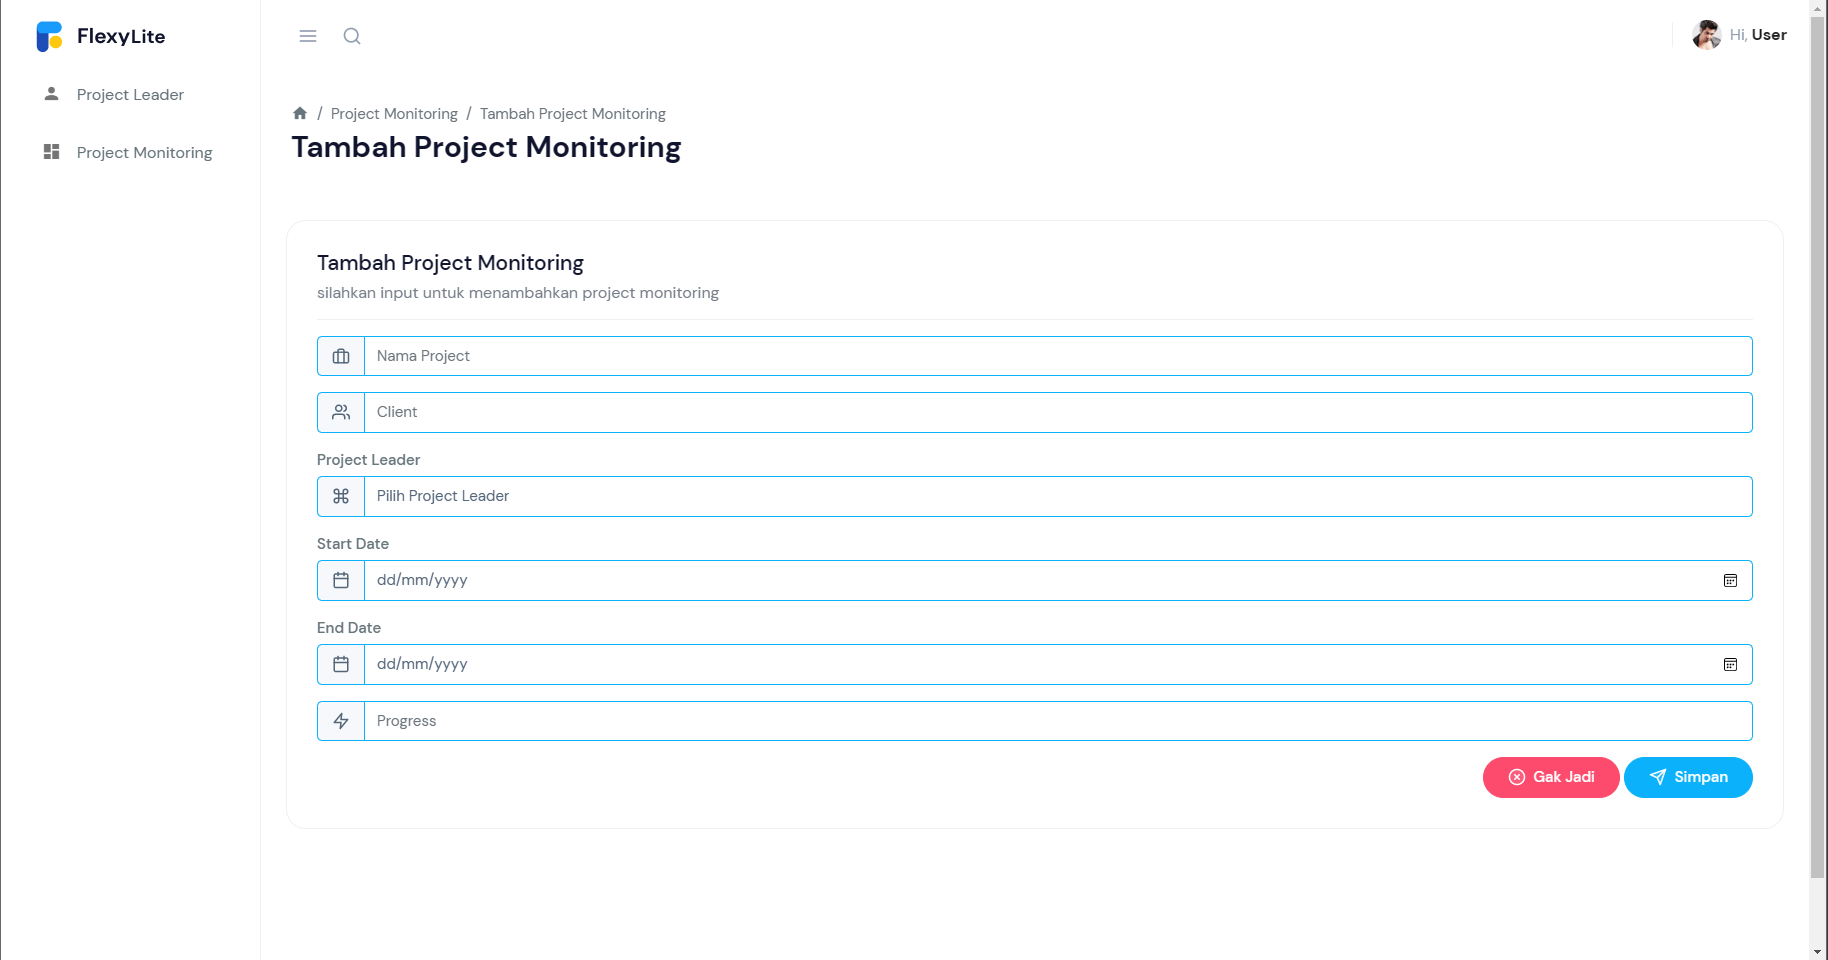 FlexyLite
Hi, User
Project Leader
Project Monitoring
/ Project Monitoring / Tambah Project Monitoring
Tambah Project Monitoring
Tambah Project Monitoring
silahkan input untuk menambahkan project monitoring
Nama Project
Client
Project Leader
Pilih Project Leader
Start Date
dd/mm/yyyy
End Date
dd/mm/yyyy
Progress
Gak Jadi
Simpan